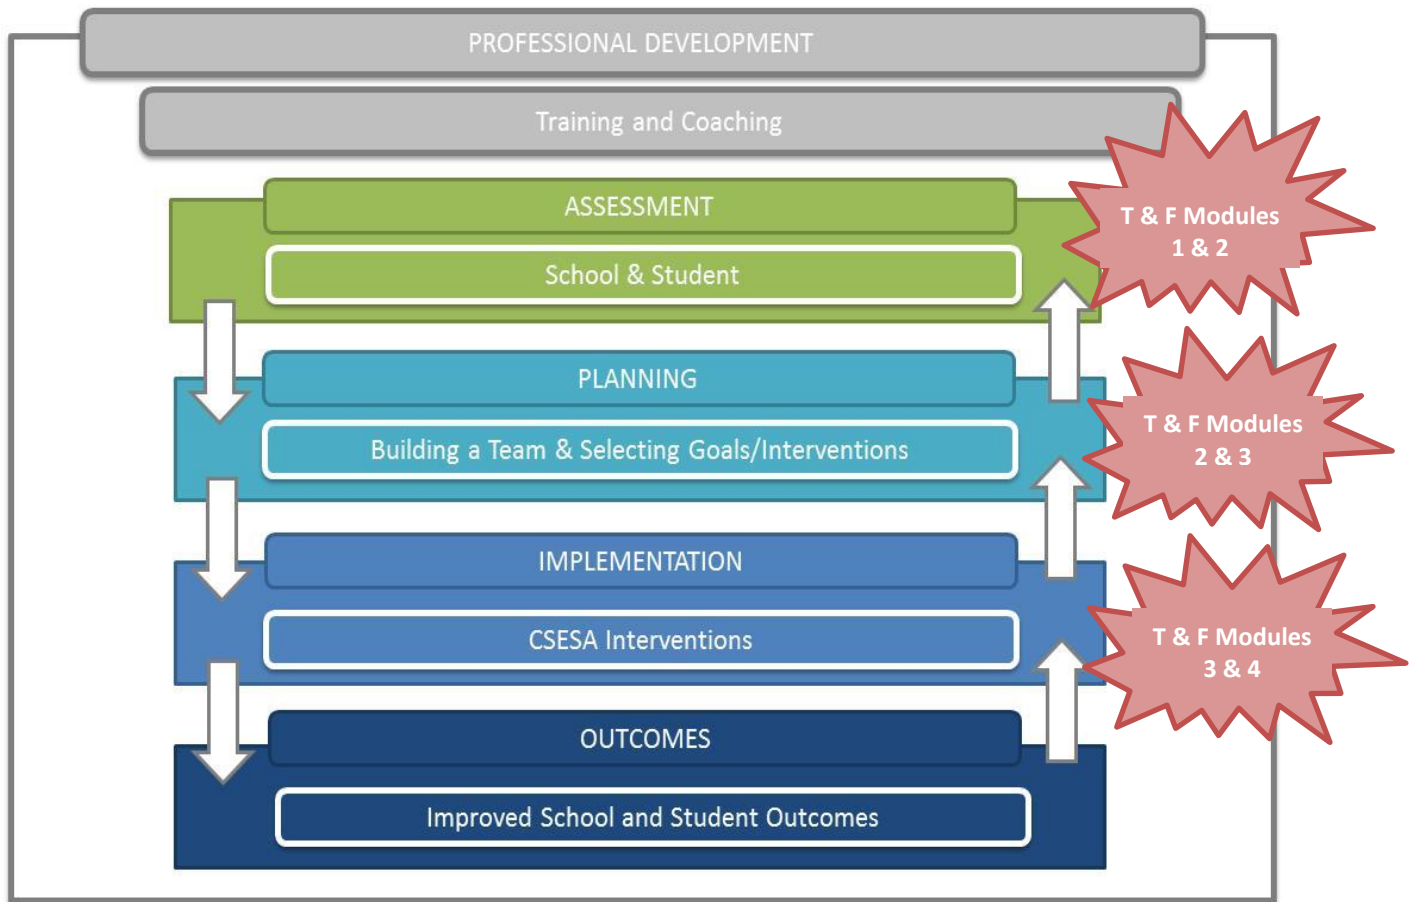 PROFESSIONAL DEVELOPMENT
Training and Coaching
ASSESSMENT
School & Student
T & F Modules
1 & 2
PLANNING
Building a Team & Selecting Goals/Interventions
T & F Modules
2 & 3
IMPLEMENTATION
CSESA Interventions
T & F Modules
3 & 4
OUTCOMES
Improved School and Student Outcomes